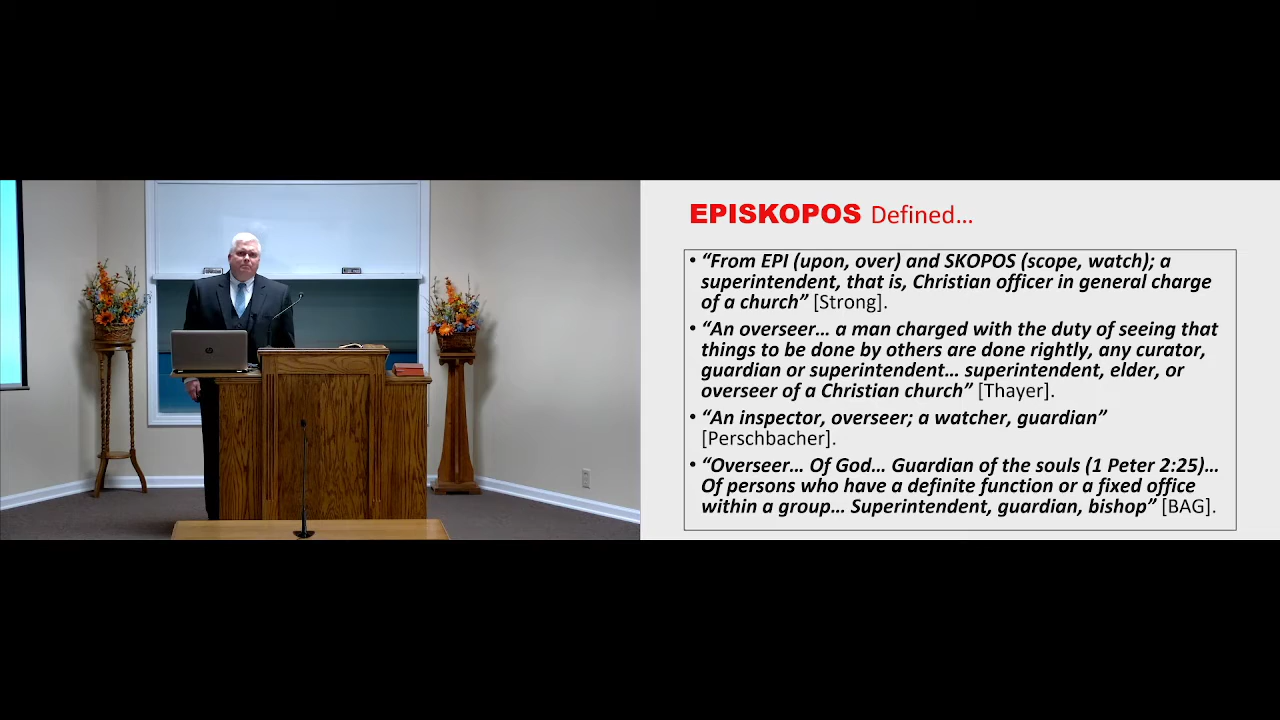 EPISKOPOS Defined...
• “From EPI (upon, over) and SKOPOS (scope, watch); a
superintendent, that is, Christian officer in general charge
of a church” [Strong].
• “An overseer... a man charged with the duty of seeing that
things to be done by others are done rightly, any curator,
guardian or superintendent... superintendent, elder, or
overseer of a Christian church” [Thayer].
• “An inspector, overseer; a watcher, guardian”
[Perschbacher].
• “Overseer... Of God... Guardian of the souls (1 Peter 2:25)...
Of persons who have a definite function or a fixed office
within a group... Superintendent, guardian, bishop” [BAG].